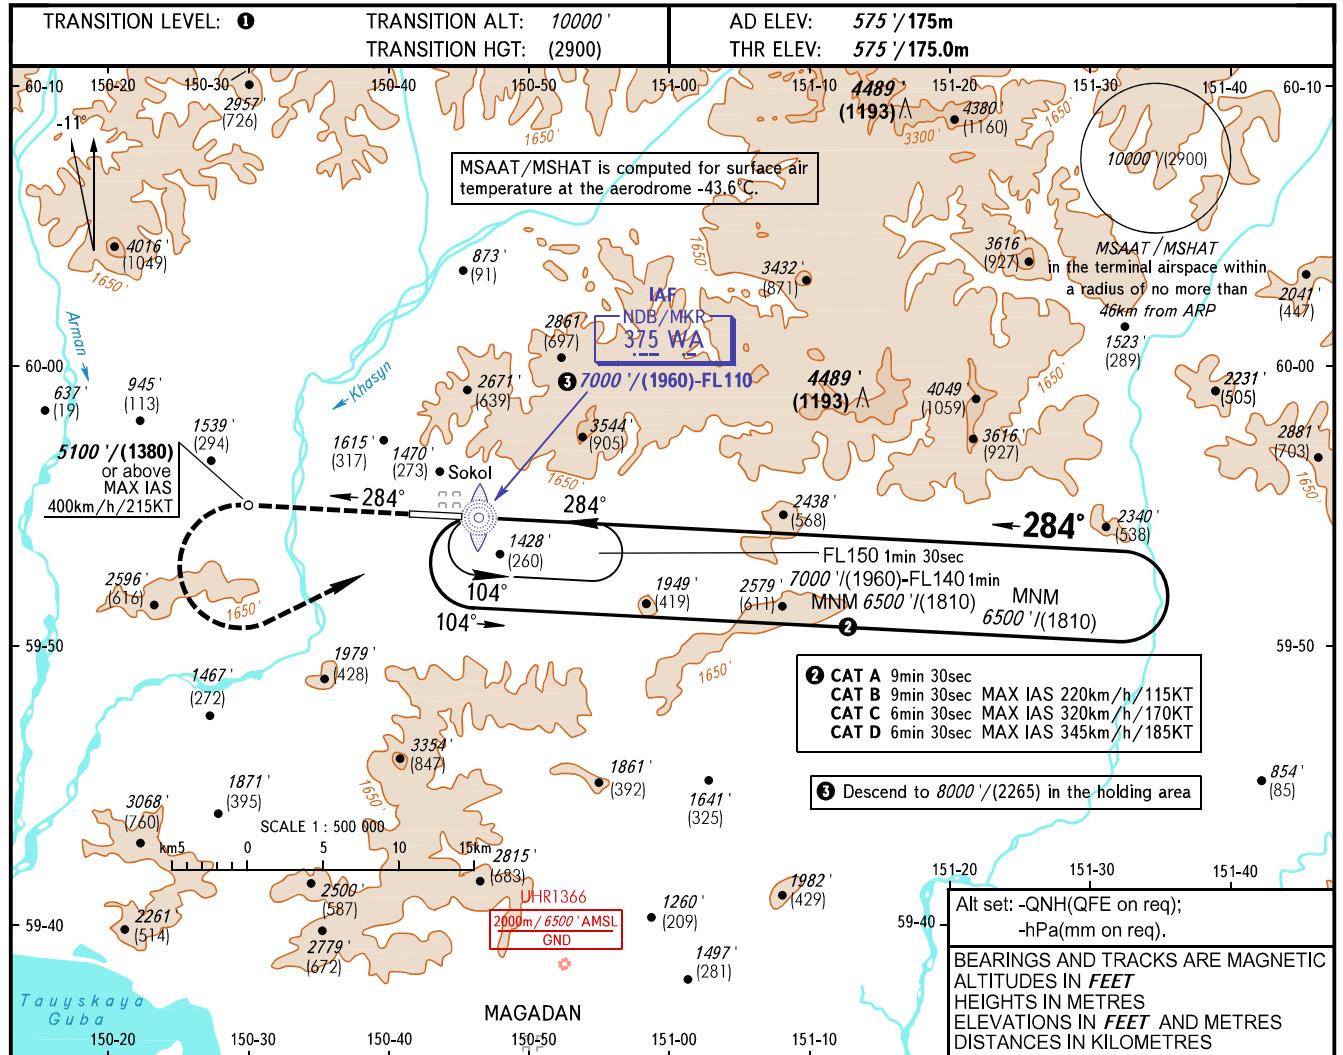 TRANSITION LEVEL: ❶
TRANSITION ALT: 10000'
TRANSITION HGT: (2900)
AD ELEV: 575'/175m
THR ELEV: 575'/175.0m
60-10
150-20
150-30
150-40
150-50
151-00
151-10
151-20
151-30
151-40
60-10
2957'
(726)
-11°
1650'
1650'
4489'
(1193)
4380'
(1160)
3300'
1650'
10000'/(2900)
MSAAT/MSHAT is computed for surface air
temperature at the aerodrome -43.6°C.
4016'
(1049)
1650'
873'
(91)
1650'
3432'
(871)
3616'
(927)
MSAAT/MSHAT
in the terminal airspace within
a radius of no more than
46km from ARP
2041'
(447)
1523'
(289)
Arman
Khasyn
IAF
NDB/MKR
375 WA
2861'
(697)
❸ 7000'/(1960)-FL110
60-00
60-00
637'
(19)
945'
(113)
2671'
(639)
4489'
(1193)
4049'
(1059)
1650'
2231'
(505)
1539'
(294)
1615'
(317)
1470'
(273)
3544'
(905)
3616'
(927)
2881'
(703)
1650'
5100'/(1380)
or above
MAX IAS
400km/h/215KT
Sokol
1650'
284°
284°
284°
2438'
(568)
2340'
(538)
1428'
(260)
FL150 1min 30sec
7000'/(1960)-FL140 1min
MNM 6500'/(1810)
MNM
6500'/(1810)
104°
104°
2596'
(616)
1650'
1949'
(419)
2579'
(611)
❷
59-50
59-50
1979'
(428)
1467'
(272)
1650'
❷ CAT A 9min 30sec
CAT B 9min 30sec MAX IAS 220km/h/115KT
CAT C 6min 30sec MAX IAS 320km/h/170KT
CAT D 6min 30sec MAX IAS 345km/h/185KT
3354'
(847)
1650'
1861'
(392)
1641'
(325)
❸ Descend to 8000'/(2265) in the holding area
854'
(85)
1871'
(395)
3068'
(760)
SCALE 1 : 500 000
km5 0 5 10 15km
2815'
(683)
2500'
(587)
UHR1366
2000m/6500' AMSL
GND
1260'
(209)
1982'
(429)
151-20
151-30
151-40
59-40
59-40
2261'
(514)
2779'
(672)
1497'
(281)
Tauyskaya
Guba
MAGADAN
150-20
150-30
150-40
150-50
151-00
151-10
Alt set: -QNH(QFE on req);
-hPa(mm on req).
BEARINGS AND TRACKS ARE MAGNETIC
ALTITUDES IN FEET
HEIGHTS IN METRES
ELEVATIONS IN FEET AND METRES
DISTANCES IN KILOMETRES